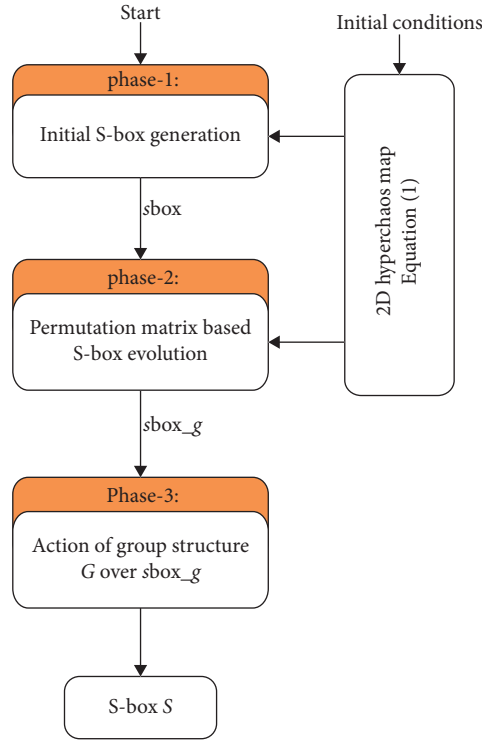 Start
Initial conditions
phase-1:
Initial S-box generation
2D hyperchaos map
Equation (1)
sbox
phase-2:
Permutation matrix based
S-box evolution
sbox_g
Phase-3:
Action of group structure
G over sbox_g
S-box S